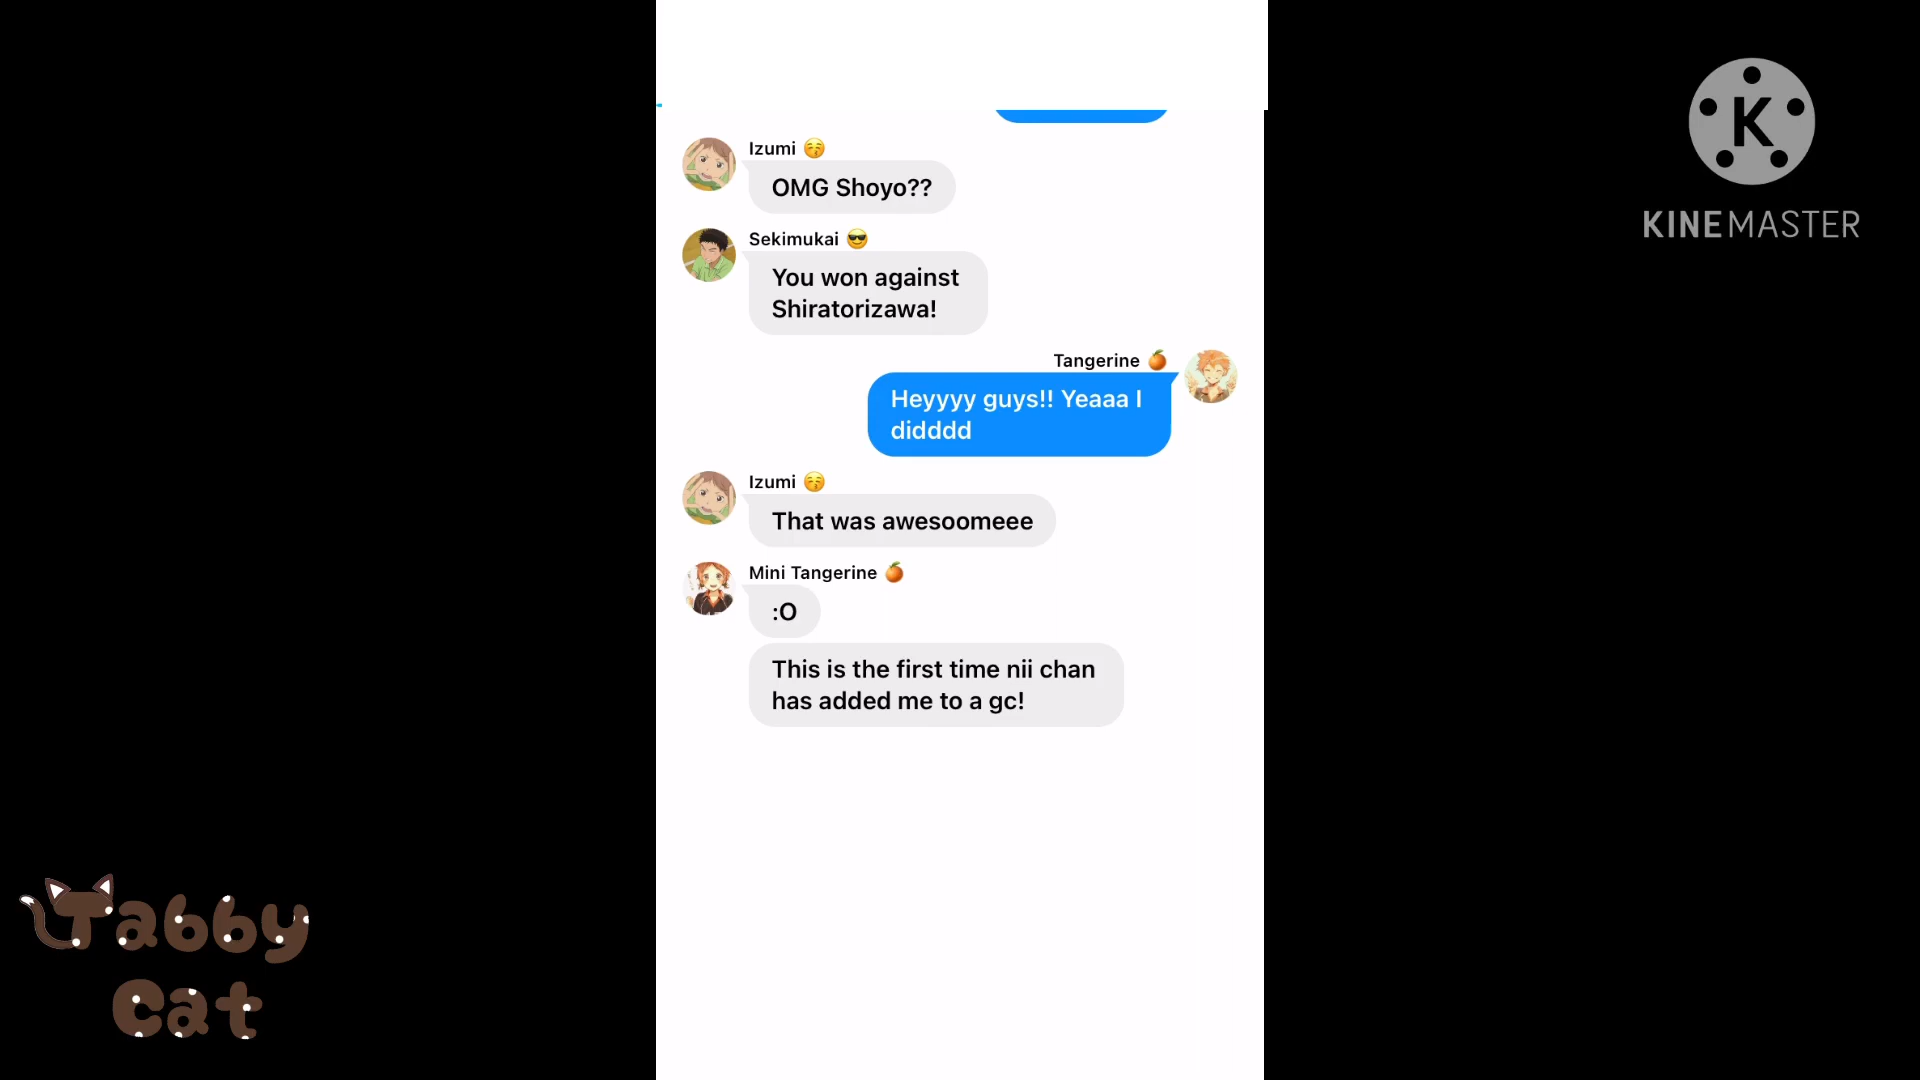 Izumi 😚
OMG Shoyo??
Sekimukai 😎
You won against
Shiratorizawa!
Tangerine 🍊
Heyyyy guys!! Yeaaa I
didddd
Izumi 😚
That was awesoomeee
Mini Tangerine 🍊
:O
This is the first time nii chan
has added me to a gc!
K
KINEMASTER
Tabby
Cat